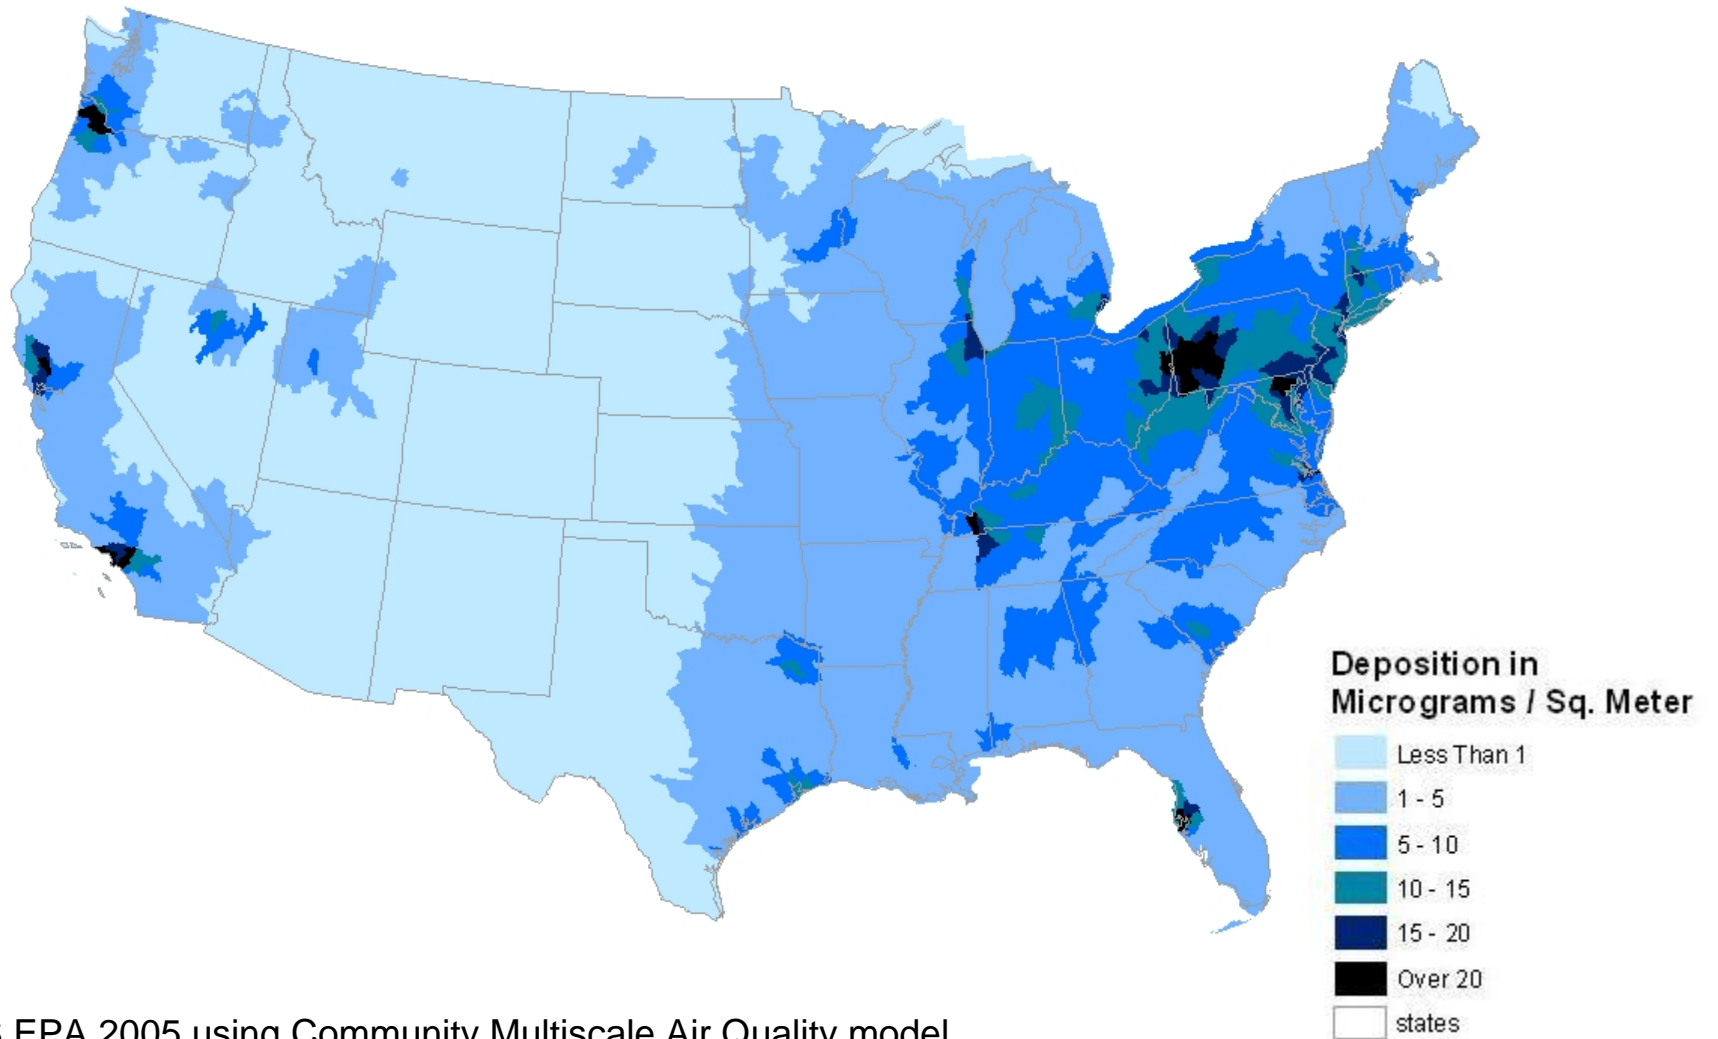 Deposition in
Micrograms / Sq. Meter
Less Than 1
1 - 5
5 - 10
10 - 15
15 - 20
Over 20
states
EPA 2005 using Community Multiscale Air Quality model